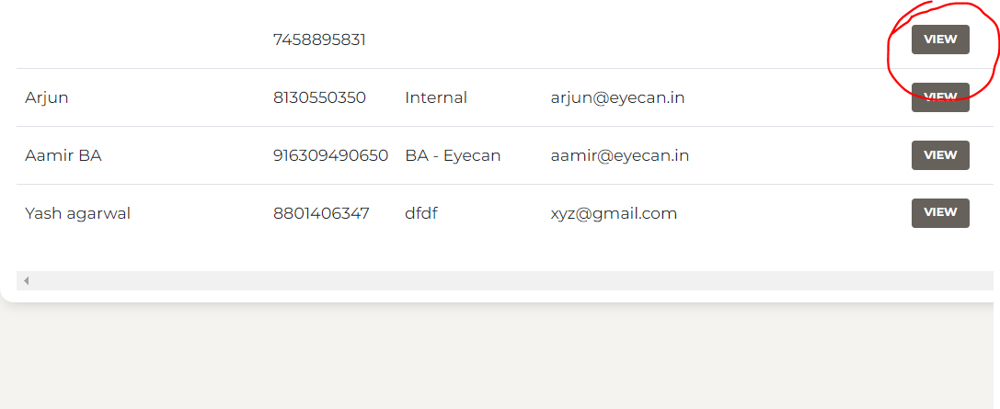 7458895831 VIEW
Arjun 8130550350 Internal arjun@eyecan.in VIEW
Aamir BA 916309490650 BA - Eyecan aamir@eyecan.in VIEW
Yash agarwal 8801406347 dfdf xyz@gmail.com VIEW